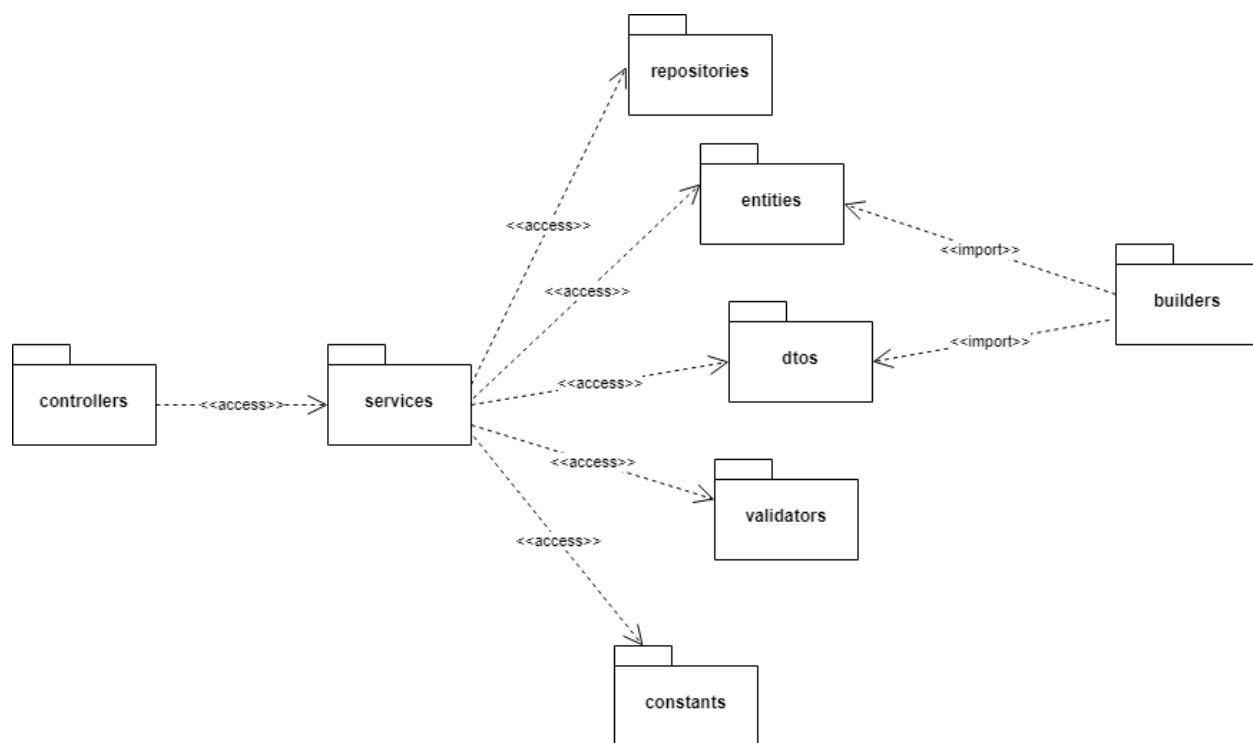 repositories
<<access>>
entities
<<import>>
<<access>>
builders
dtos
<<import>>
<<access>>
controllers
<<access>>
services
<<access>>
validators
<<access>>
constants